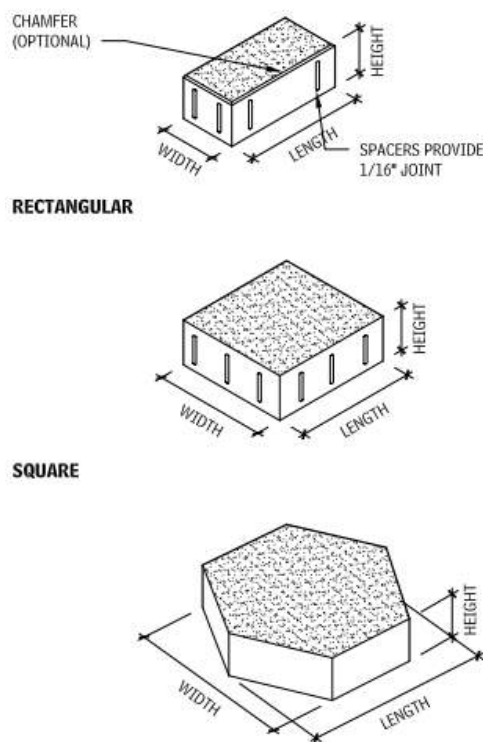 CHAMFER
(OPTIONAL)
HEIGHT
WIDTH
LENGTH
SPACERS PROVIDE
1/16" JOINT
RECTANGULAR
HEIGHT
WIDTH
LENGTH
SQUARE
HEIGHT
WIDTH
LENGTH